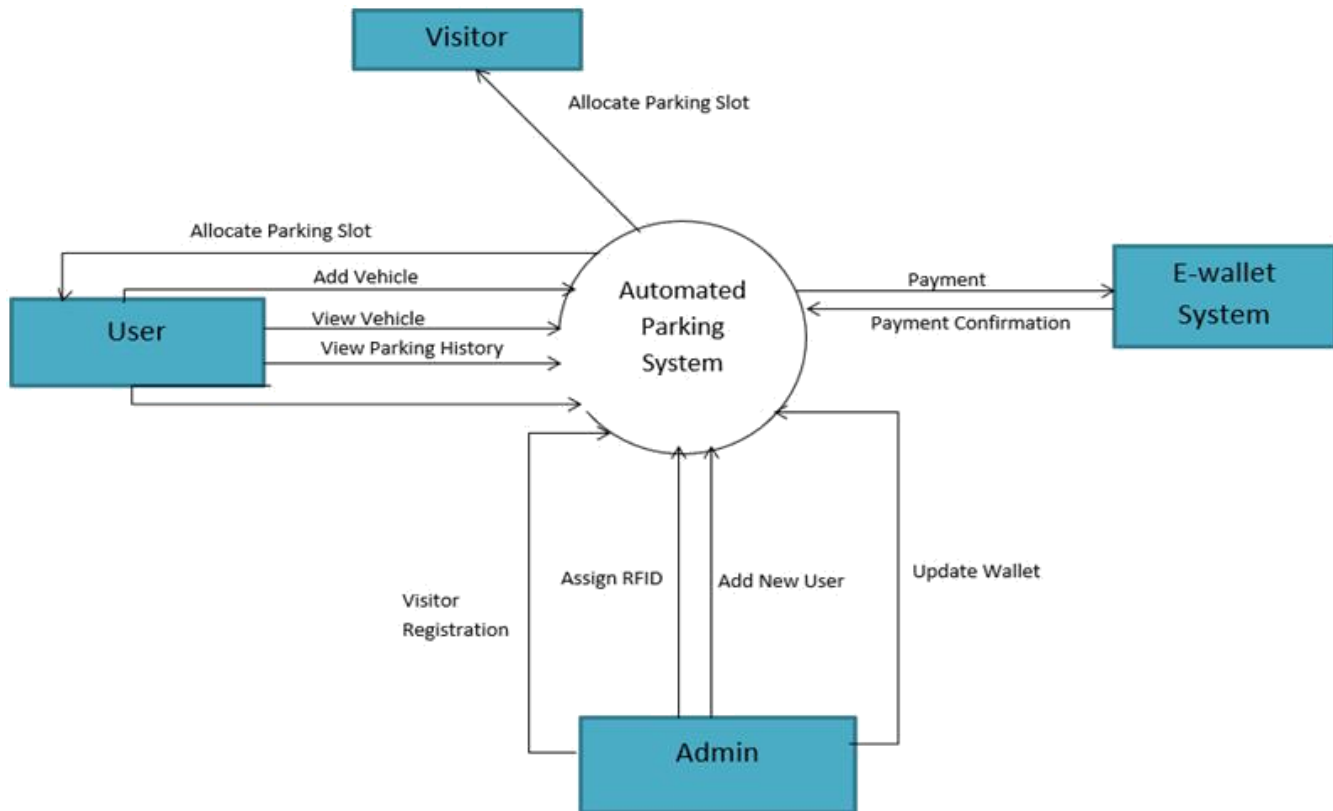 Visitor
Allocate Parking Slot
Allocate Parking Slot
Add Vehicle
User
View Vehicle
View Parking History
Automated
Parking
System
Payment
Payment Confirmation
E-wallet
System
Visitor
Registration
Assign RFID
Add New User
Update Wallet
Admin